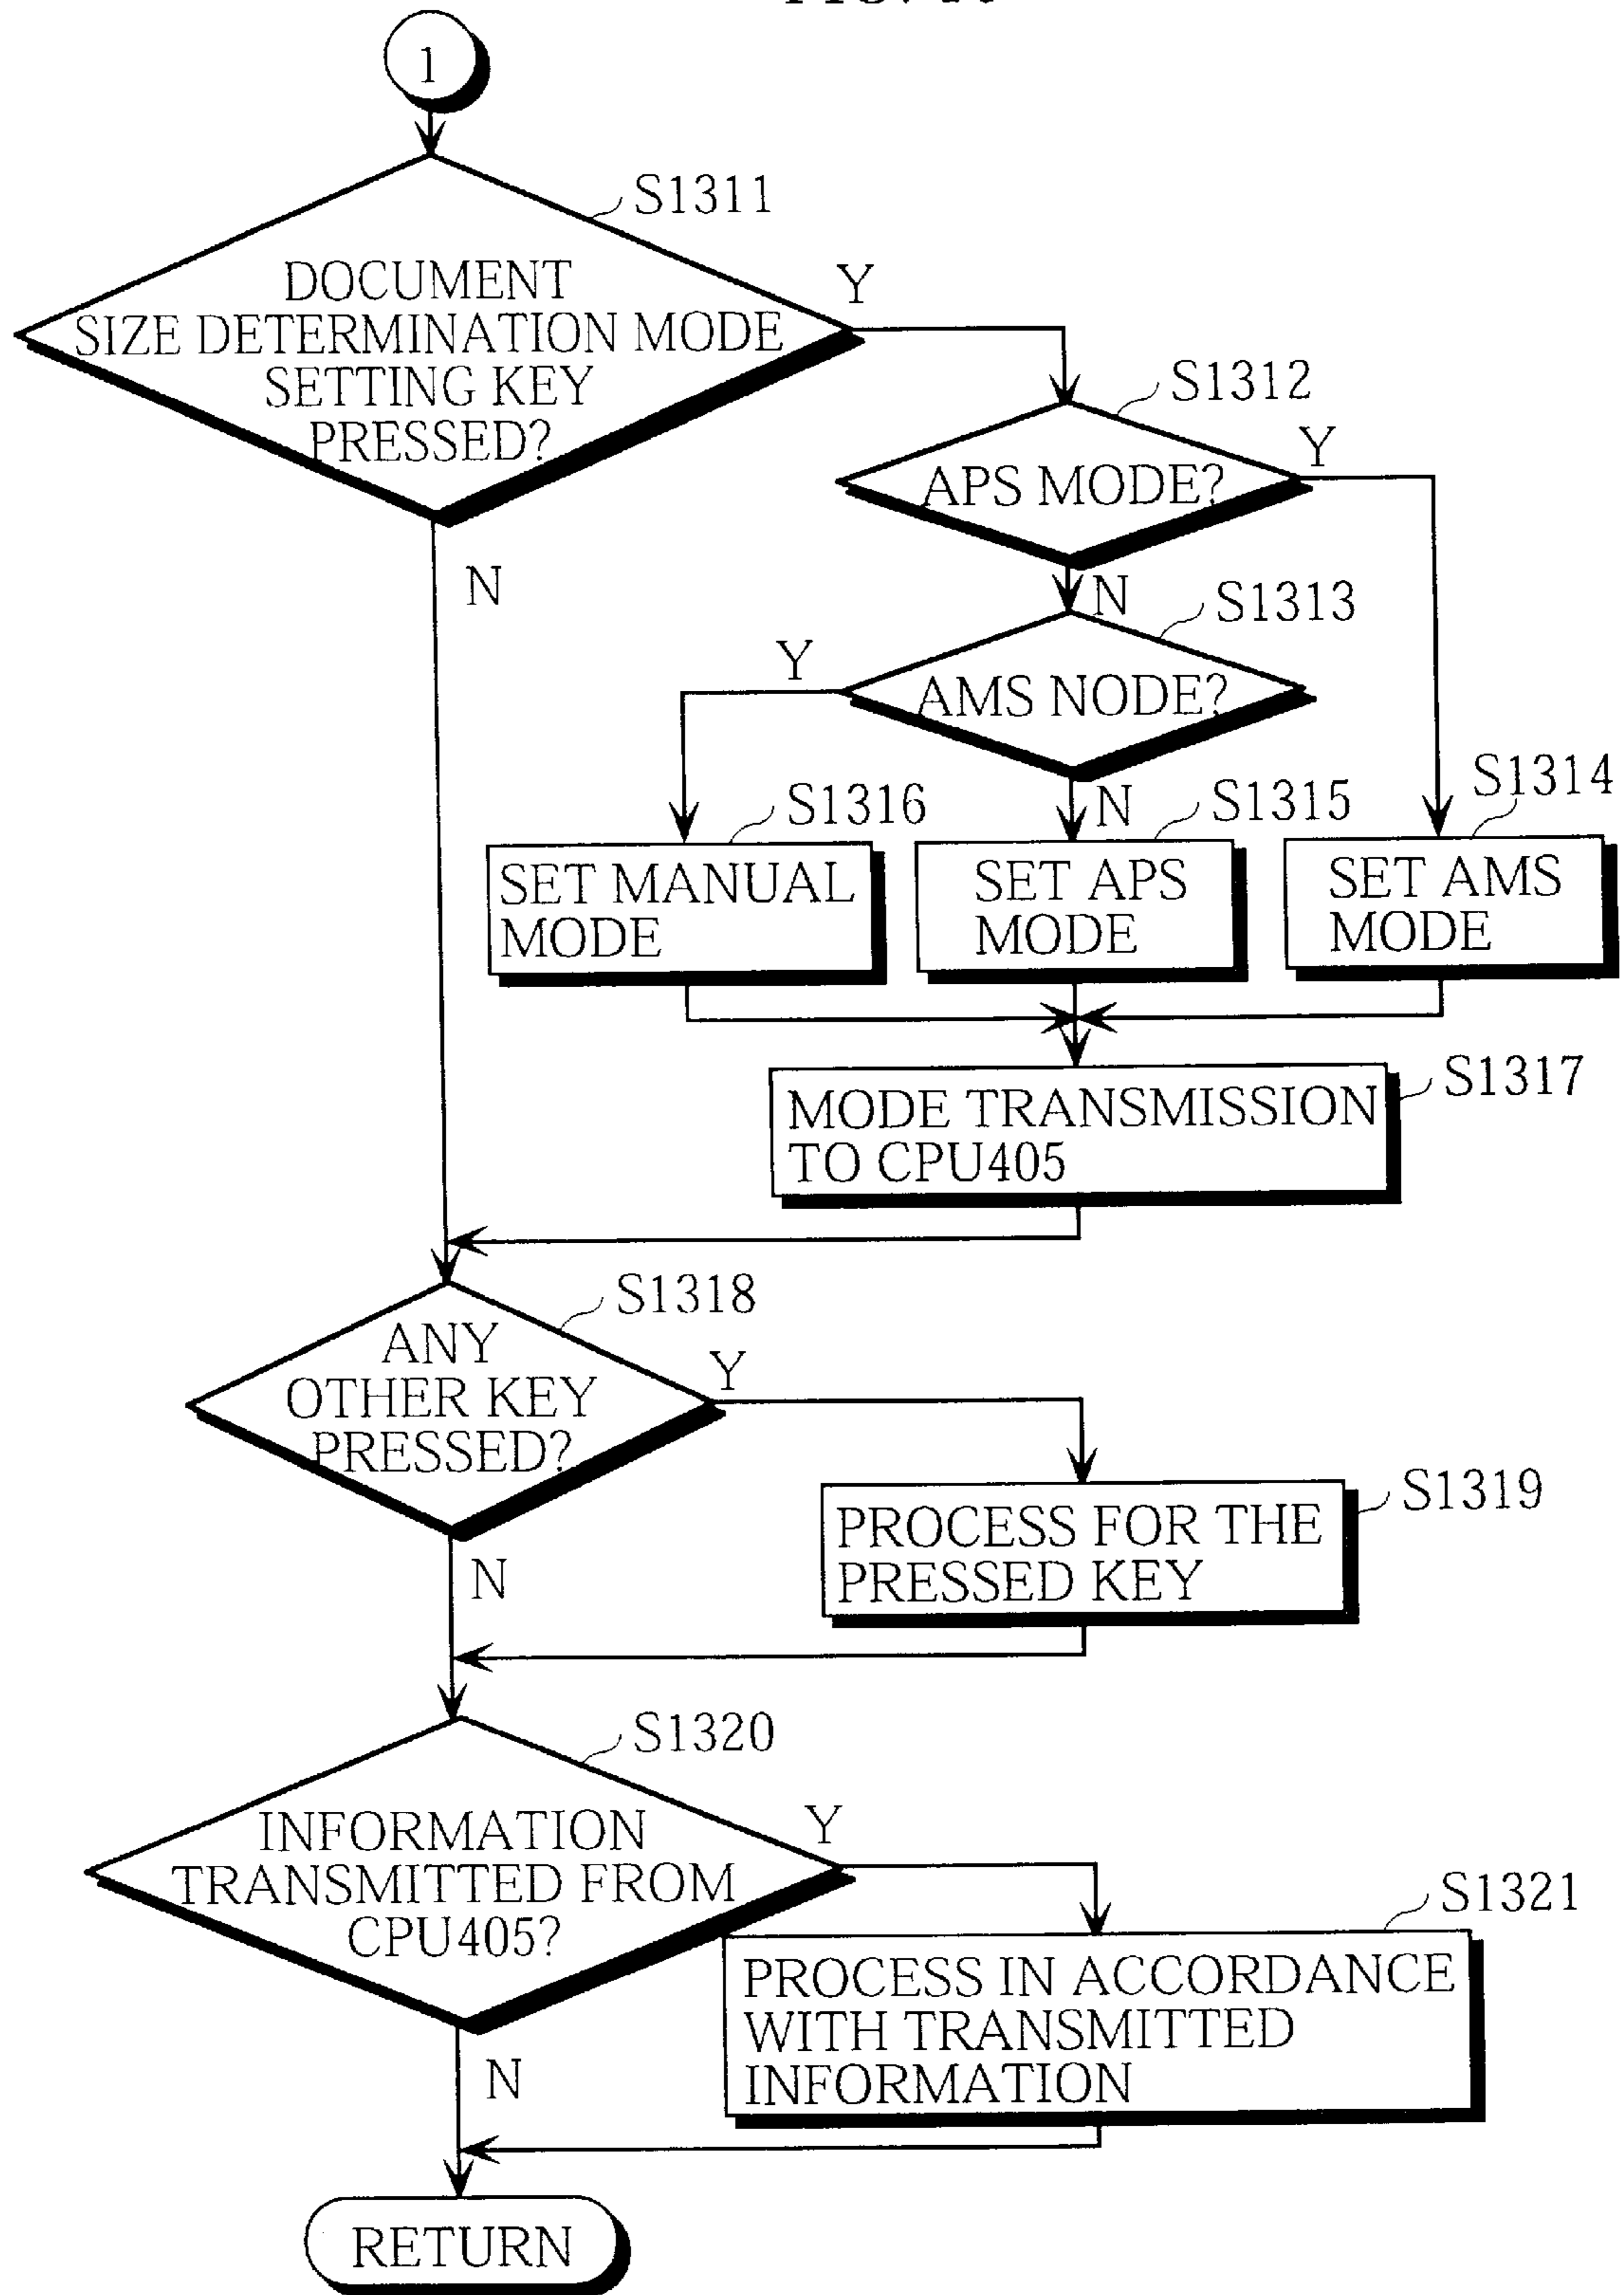 1
S1311
DOCUMENT
SIZE DETERMINATION MODE
SETTING KEY
PRESSED?
Y
N
S1312
APS MODE?
Y
N
S1313
AMS NODE?
Y
N
S1316
SET MANUAL
MODE
S1315
SET APS
MODE
S1314
SET AMS
MODE
S1317
MODE TRANSMISSION
TO CPU405
S1318
ANY
OTHER KEY
PRESSED?
Y
N
S1319
PROCESS FOR THE
PRESSED KEY
S1320
INFORMATION
TRANSMITTED FROM
CPU405?
Y
N
S1321
PROCESS IN ACCORDANCE
WITH TRANSMITTED
INFORMATION
RETURN